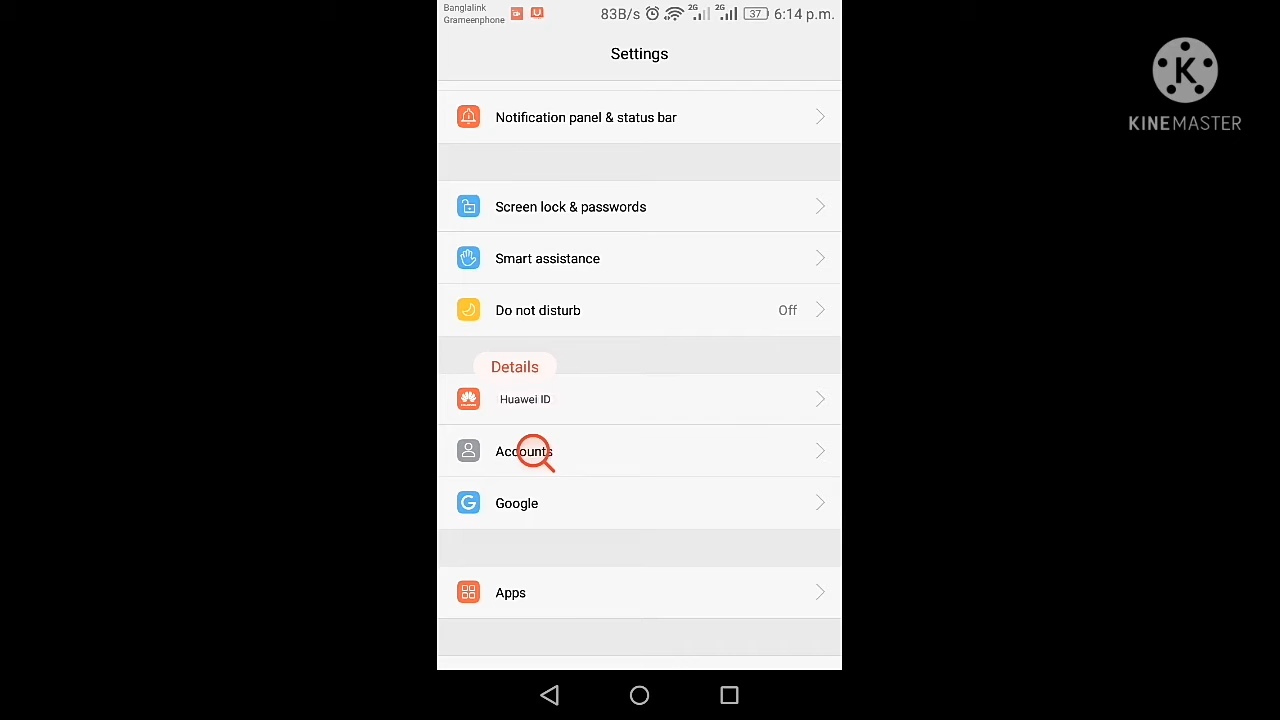 Banglalink
Grameenphone
83B/s 2G 2G 37 6:14 p.m.
Settings
KINEMASTER
Notification panel & status bar
Screen lock & passwords
Smart assistance
Do not disturb Off
Details
Huawei ID
Accounts
Google
Apps